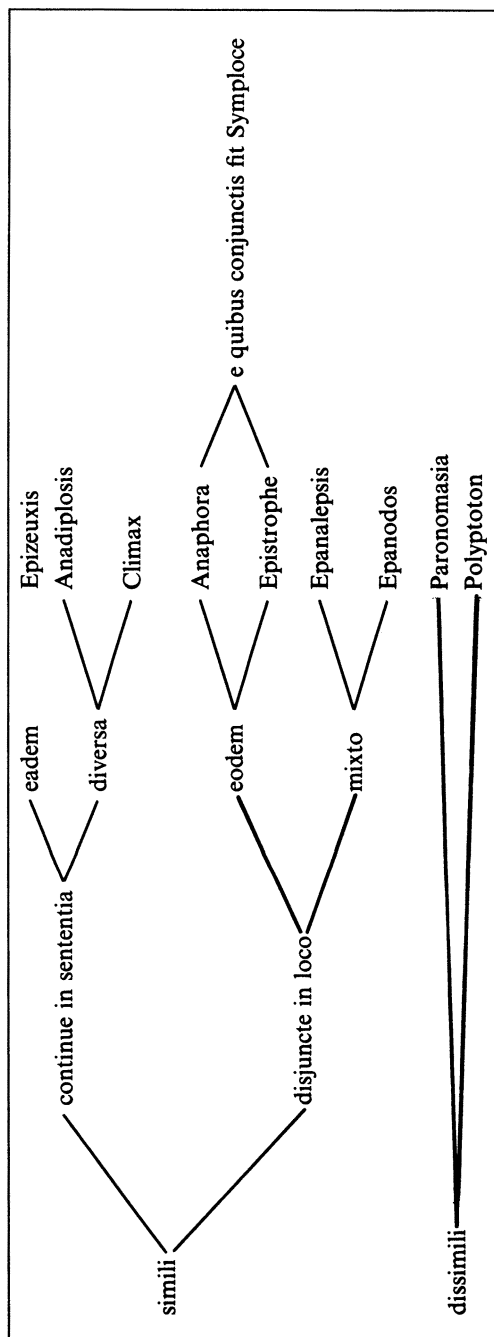 simili
continue in sententia
eadem
Epizeuxis
diversa
Anadiplosis
Climax
disjuncte in loco
eodem
Anaphora
Epistrophe
e quibus conjunctis fit Symploce
mixto
Epanalepsis
Epanodos
dissimili
Paronomasia
Polyptoton